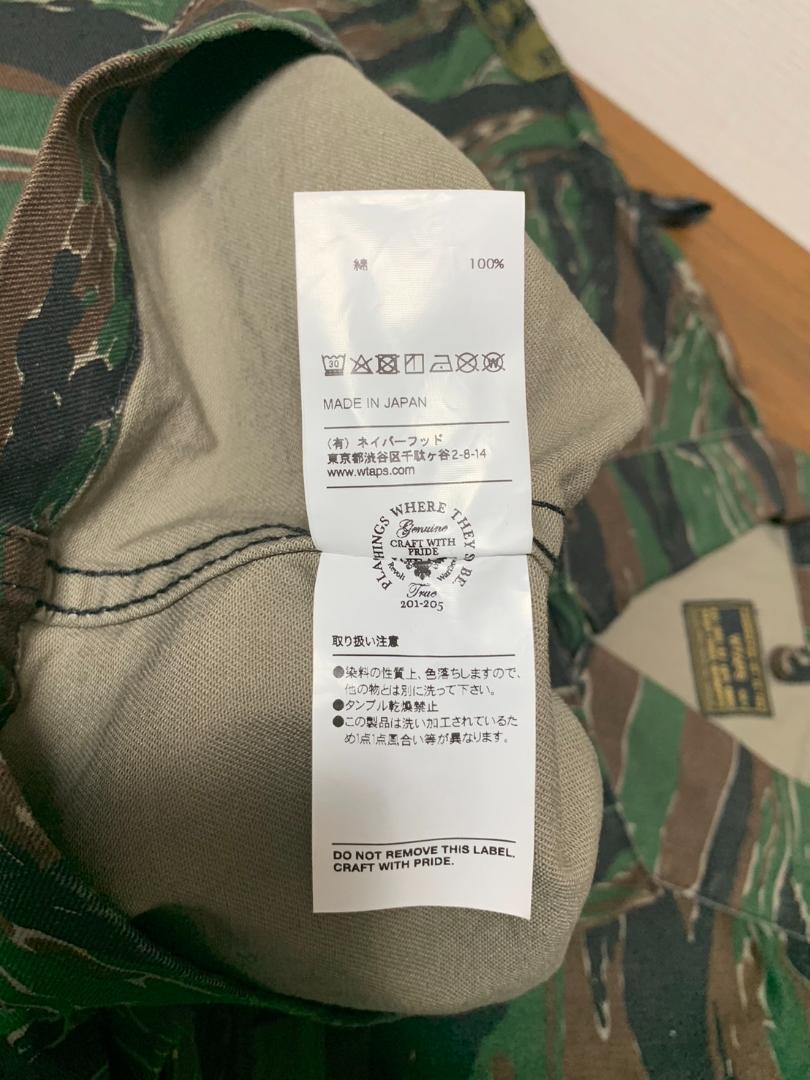 綿 100%
30
W
MADE IN JAPAN
(有) ネイバーフッド
東京都渋谷区千駄ヶ谷2-8-14
www.wtaps.com
PLA HINGS WHERE THEY'D BE
Genuine
CRAFT WITH
PRIDE
Revolt
True
201-205
取り扱い注意
●染料の性質上、色落ちしますので、
他の物とは別に洗って下さい。
●タンブル乾燥禁止
●この製品は洗い加工されているた
め1点1点風合い等が異なります。
DO NOT REMOVE THIS LABEL.
CRAFT WITH PRIDE.